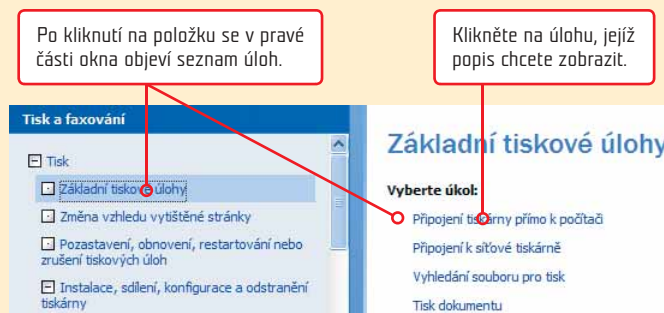 Po kliknutí na položku se v pravé
části okna objeví seznam úloh.
Klikněte na úlohu, jejíž
popis chcete zobrazit.
Tisk a faxování
Tisk
Základní tiskové úlohy
Změna vzhledu vytištěné stránky
Pozastavení, obnovení, restartování nebo
zrušení tiskových úloh
Instalace, sdílení, konfigurace a odstranění
tiskárny
Základní tiskové úlohy
Vyberte úkol:
Připojení tiskárny přímo k počítači
Připojení k síťové tiskárně
Vyhledání souboru pro tisk
Tisk dokumentu